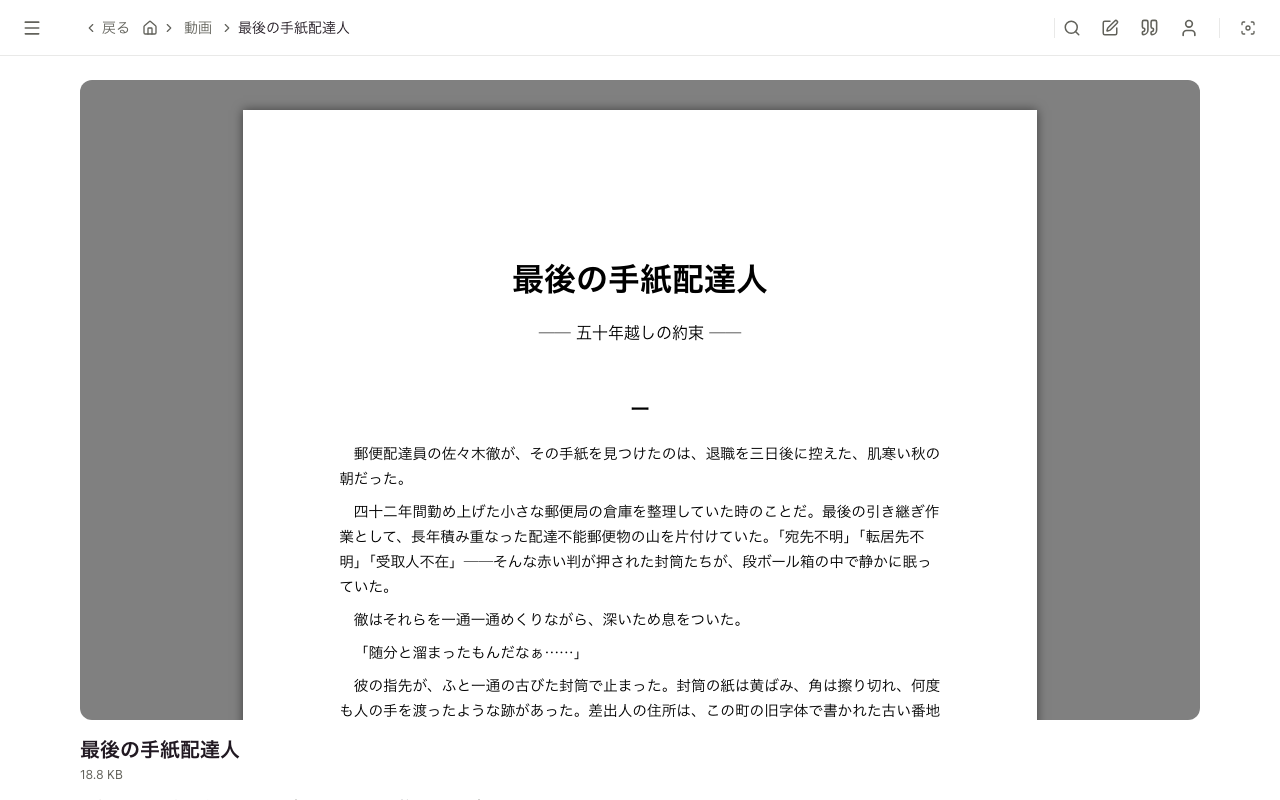 戻る 動画 最後の手紙配達人
最後の手紙配達人
―― 五十年越しの約束 ――
一
郵便配達員の佐々木徹が、その手紙を見つけたのは、退職を三日後に控えた、肌寒い秋の
朝だった。
四十二年間勤め上げた小さな郵便局の倉庫を整理していた時のことだ。最後の引き継ぎ作
業として、長年積み重なった配達不能郵便物の山を片付けていた。「宛先不明」「転居先不
明」「受取人不在」――そんな赤い判が押された封筒たちが、段ボール箱の中で静かに眠っ
ていた。
徹はそれらを一通一通めくりながら、深いため息をついた。
「随分と溜まったもんだなぁ……」
彼の指先が、ふと一通の古びた封筒で止まった。封筒の紙は黄ばみ、角は擦り切れ、何度
も人の手を渡ったような跡があった。差出人の住所は、この町の旧字体で書かれた古い番地
最後の手紙配達人
18.8 KB